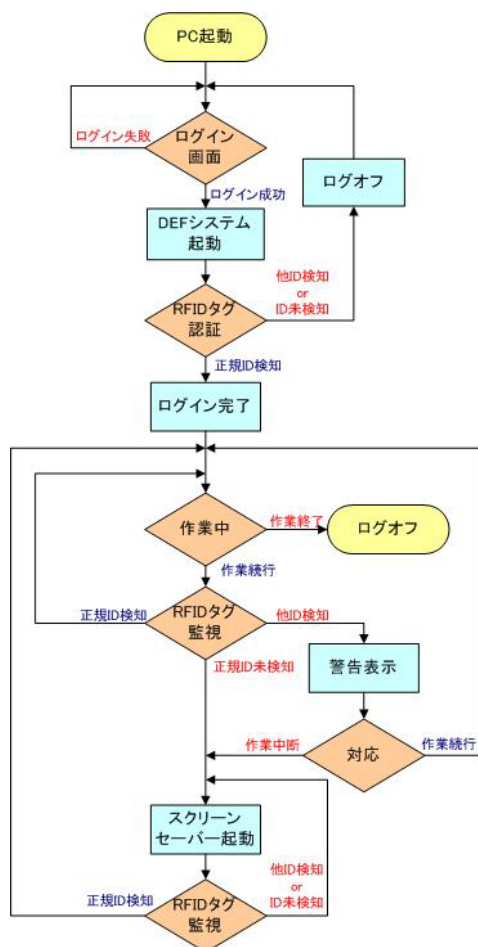 PC起動
ログイン失敗
ログイン
画面
ログイン成功
ログオフ
DEFシステム
起動
他ID検知
or
ID未検知
RFIDタグ
認証
正規ID検知
ログイン完了
作業中
作業終了
ログオフ
作業続行
正規ID検知
RFIDタグ
監視
他ID検知
正規ID未検知
警告表示
作業中断
対応
作業続行
スクリーン
セーバー起動
正規ID検知
RFIDタグ
監視
他ID検知
or
ID未検知